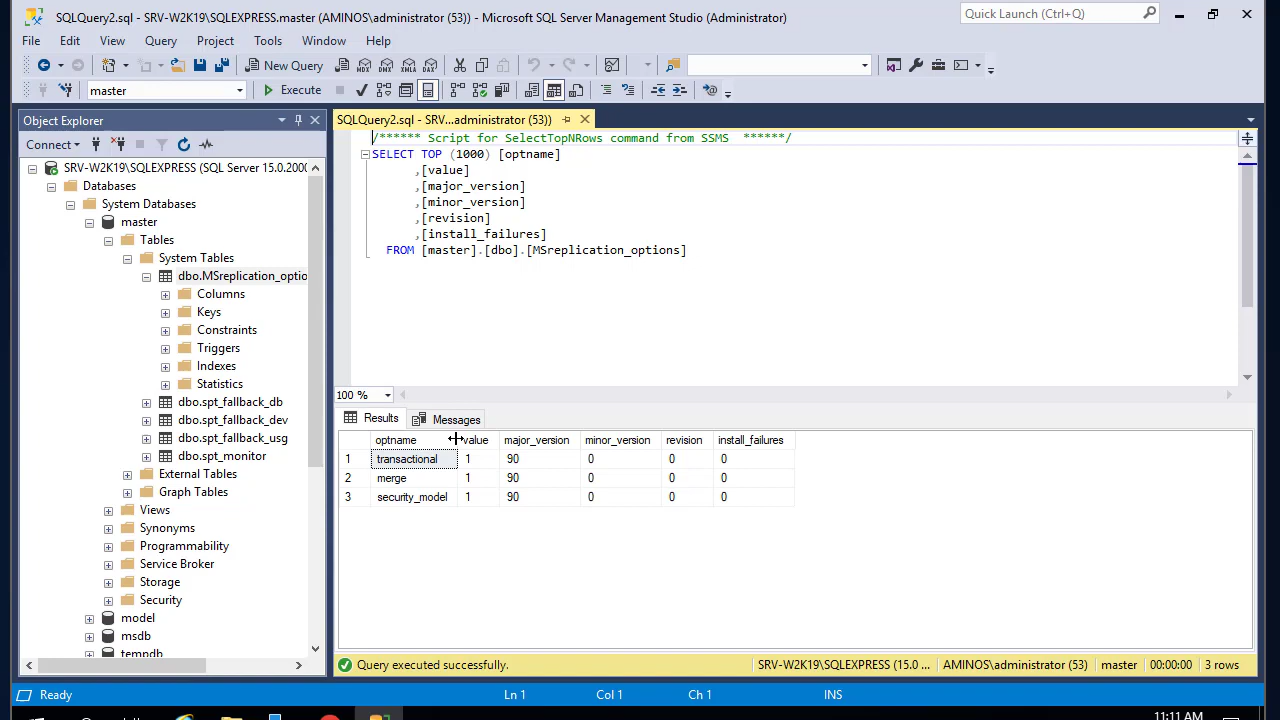 SQLQuery2.sql - SRV-W2K19\SQLEXPRESS.master (AMINOS\administrator (53)) - Microsoft SQL Server Management Studio (Administrator)
Quick Launch (Ctrl+Q)
File Edit View Query Project Tools Window Help
New Query
MDX DMX XMLA DAX
master
Execute
Object Explorer
SQLQuery2.sql - SRV...administrator (53))
Connect
SRV-W2K19\SQLEXPRESS (SQL Server 15.0.2000
Databases
System Databases
master
Tables
System Tables
dbo.MSreplication_optio
Columns
Keys
Constraints
Triggers
Indexes
Statistics
dbo.spt_fallback_db
dbo.spt_fallback_dev
dbo.spt_fallback_usg
dbo.spt_monitor
External Tables
Graph Tables
Views
Synonyms
Programmability
Service Broker
Storage
Security
model
msdb
tempdb
/****** Script for SelectTopNRows command from SSMS ******/
SELECT TOP (1000) [optname]
,[value]
,[major_version]
,[minor_version]
,[revision]
,[install_failures]
FROM [master].[dbo].[MSreplication_options]
100 %
Results Messages
optname value major_version minor_version revision install_failures
1 transactional 1 90 0 0 0
2 merge 1 90 0 0 0
3 security_model 1 90 0 0 0
Query executed successfully. SRV-W2K19\SQLEXPRESS (15.0 ... AMINOS\administrator (53) master 00:00:00 3 rows
Ready Ln 1 Col 1 Ch 1 INS
11:11 AM